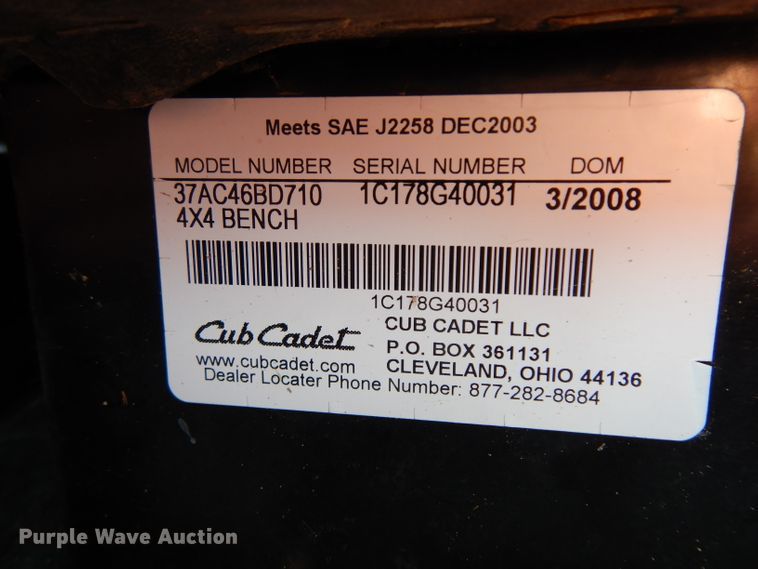 Meets SAE J2258 DEC2003
MODEL NUMBER SERIAL NUMBER DOM
37AC46BD710 1C178G40031 3/2008
4X4 BENCH
1C178G40031
Cub Cadet
CUB CADET LLC
P.O. BOX 361131
www.cubcadet.com
CLEVELAND, OHIO 44136
Dealer Locater Phone Number: 877-282-8684
Purple Wave Auction